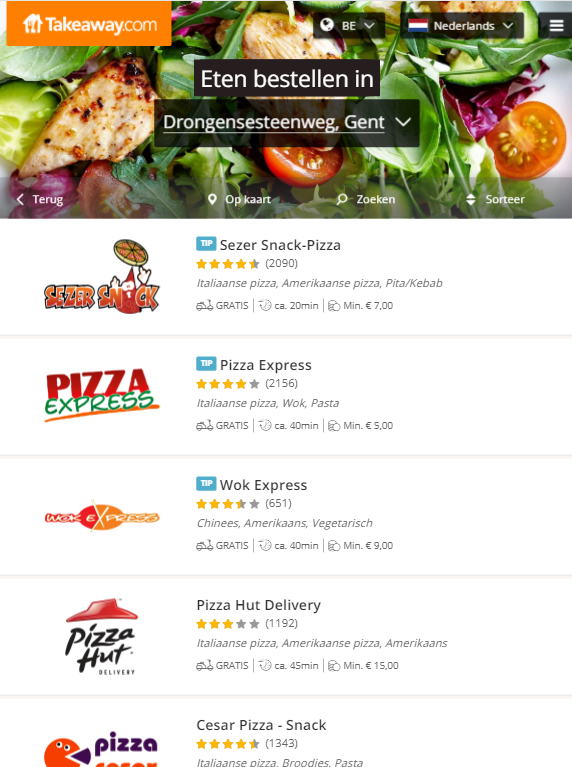 Takeaway.com
BE
Nederlands
Eten bestellen in
Drongensesteenweg, Gent
Terug
Op kaart
Zoeken
Sorteer
SEZER SNACK
TIP Sezer Snack-Pizza
(2090)
Italiaanse pizza, Amerikaanse pizza, Pita/Kebab
GRATIS | ca. 20min | Min. € 7,00
PIZZA
EXPRESS
TIP Pizza Express
(2156)
Italiaanse pizza, Wok, Pasta
GRATIS | ca. 40min | Min. € 5,00
WOK EXPRESS
TIP Wok Express
(651)
Chinees, Amerikaans, Vegetarisch
GRATIS | ca. 40min | Min. € 9,00
Pizza
Hut
DELIVERY
Pizza Hut Delivery
(1192)
Italiaanse pizza, Amerikaanse pizza, Amerikaans
GRATIS | ca. 45min | Min. € 15,00
pizza
cesar
Cesar Pizza - Snack
(1343)
Italiaanse pizza, Broodjes, Pasta